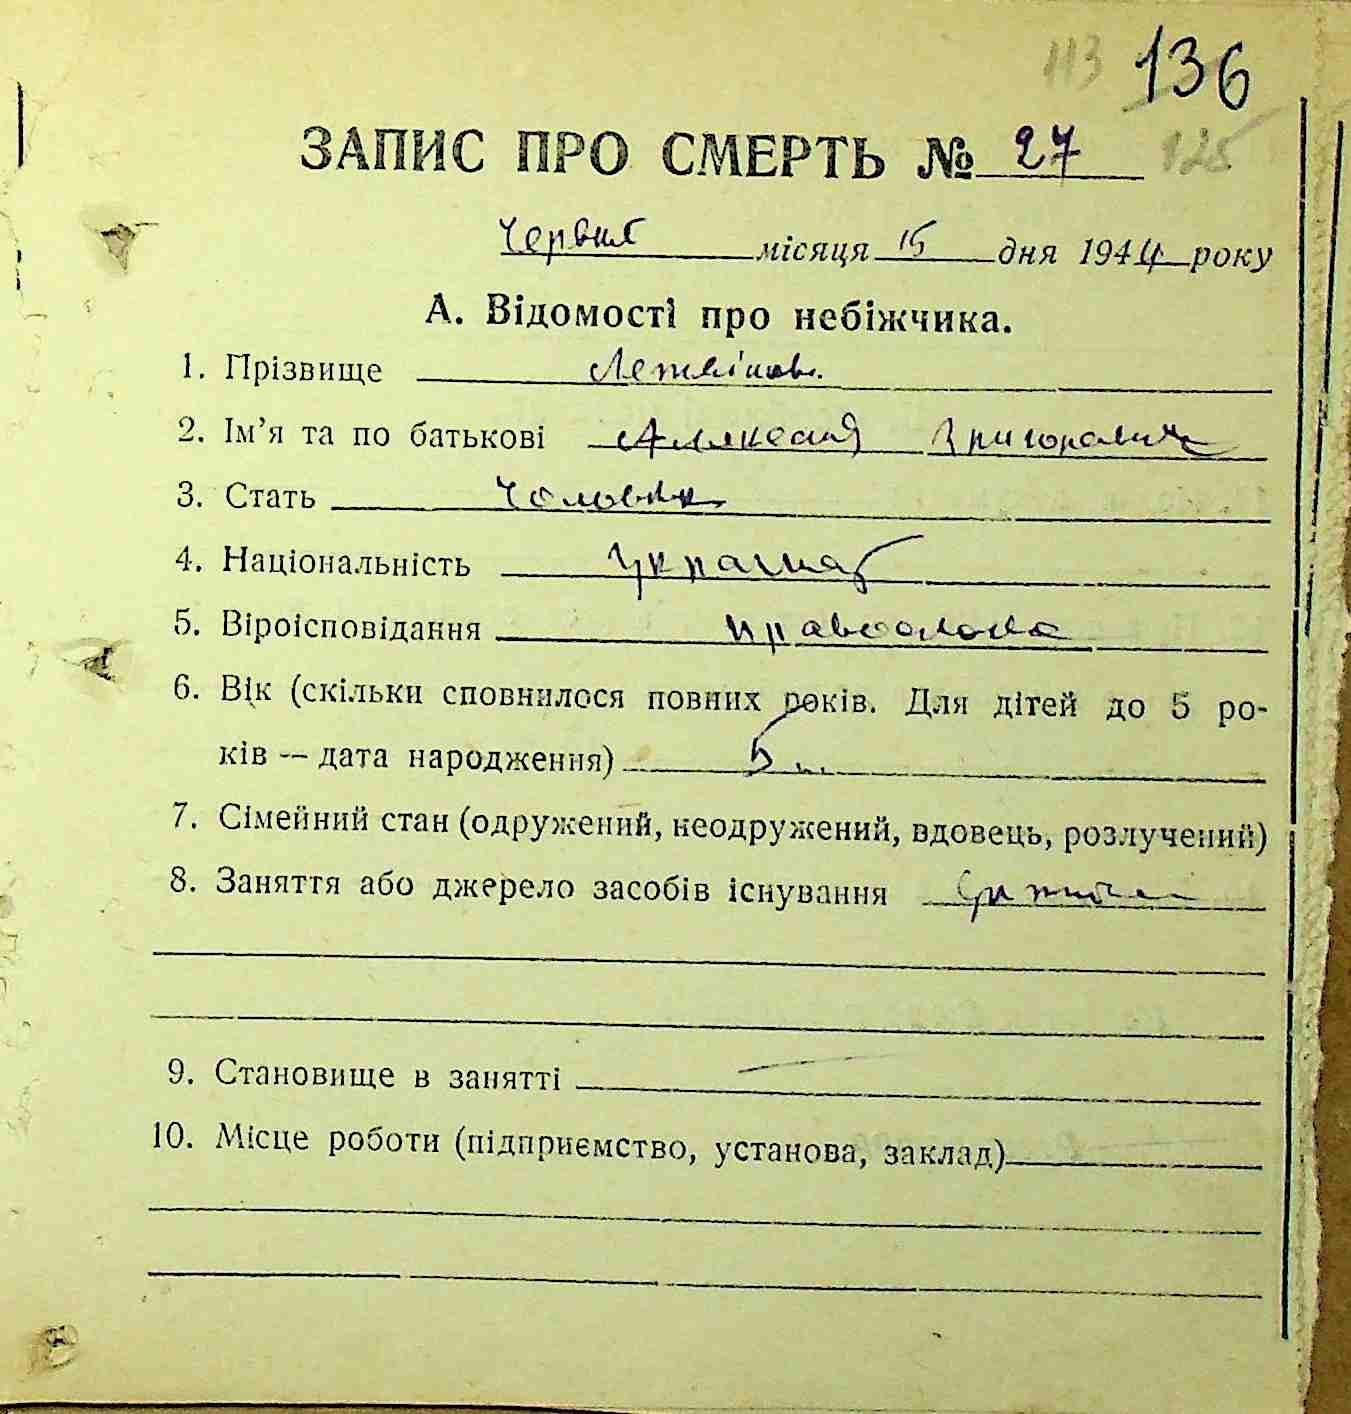 113 136
ЗАПИС ПРО СМЕРТЬ № 27 125
Червня місяця 15 дня 1944 року
А. Відомості про небіжчика.
1. Прізвище
2. Ім'я та по батькові
3. Стать Чоловік
4. Національність
5. Віроісповідання
6. Вік (скільки сповнилося повних років. Для дітей до 5 ро-
ків — дата народження) 5
7. Сімейний стан (одружений, неодружений, вдовець, розлучений)
8. Заняття або джерело засобів існування
9. Становище в занятті
10. Місце роботи (підприємство, установа, заклад)